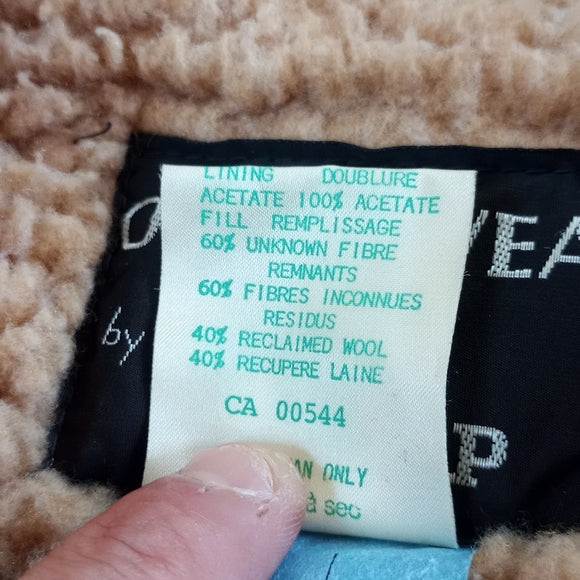 LINING DOUBLURE
ACETATE 100% ACETATE
FILL REMPLISSAGE
60% UNKNOWN FIBRE
REMNANTS
60% FIBRES INCONNUES
RESIDUS
40% RECLAIMED WOOL
40% RECUPERE LAINE
CA 00544
ONLY
à sec
by